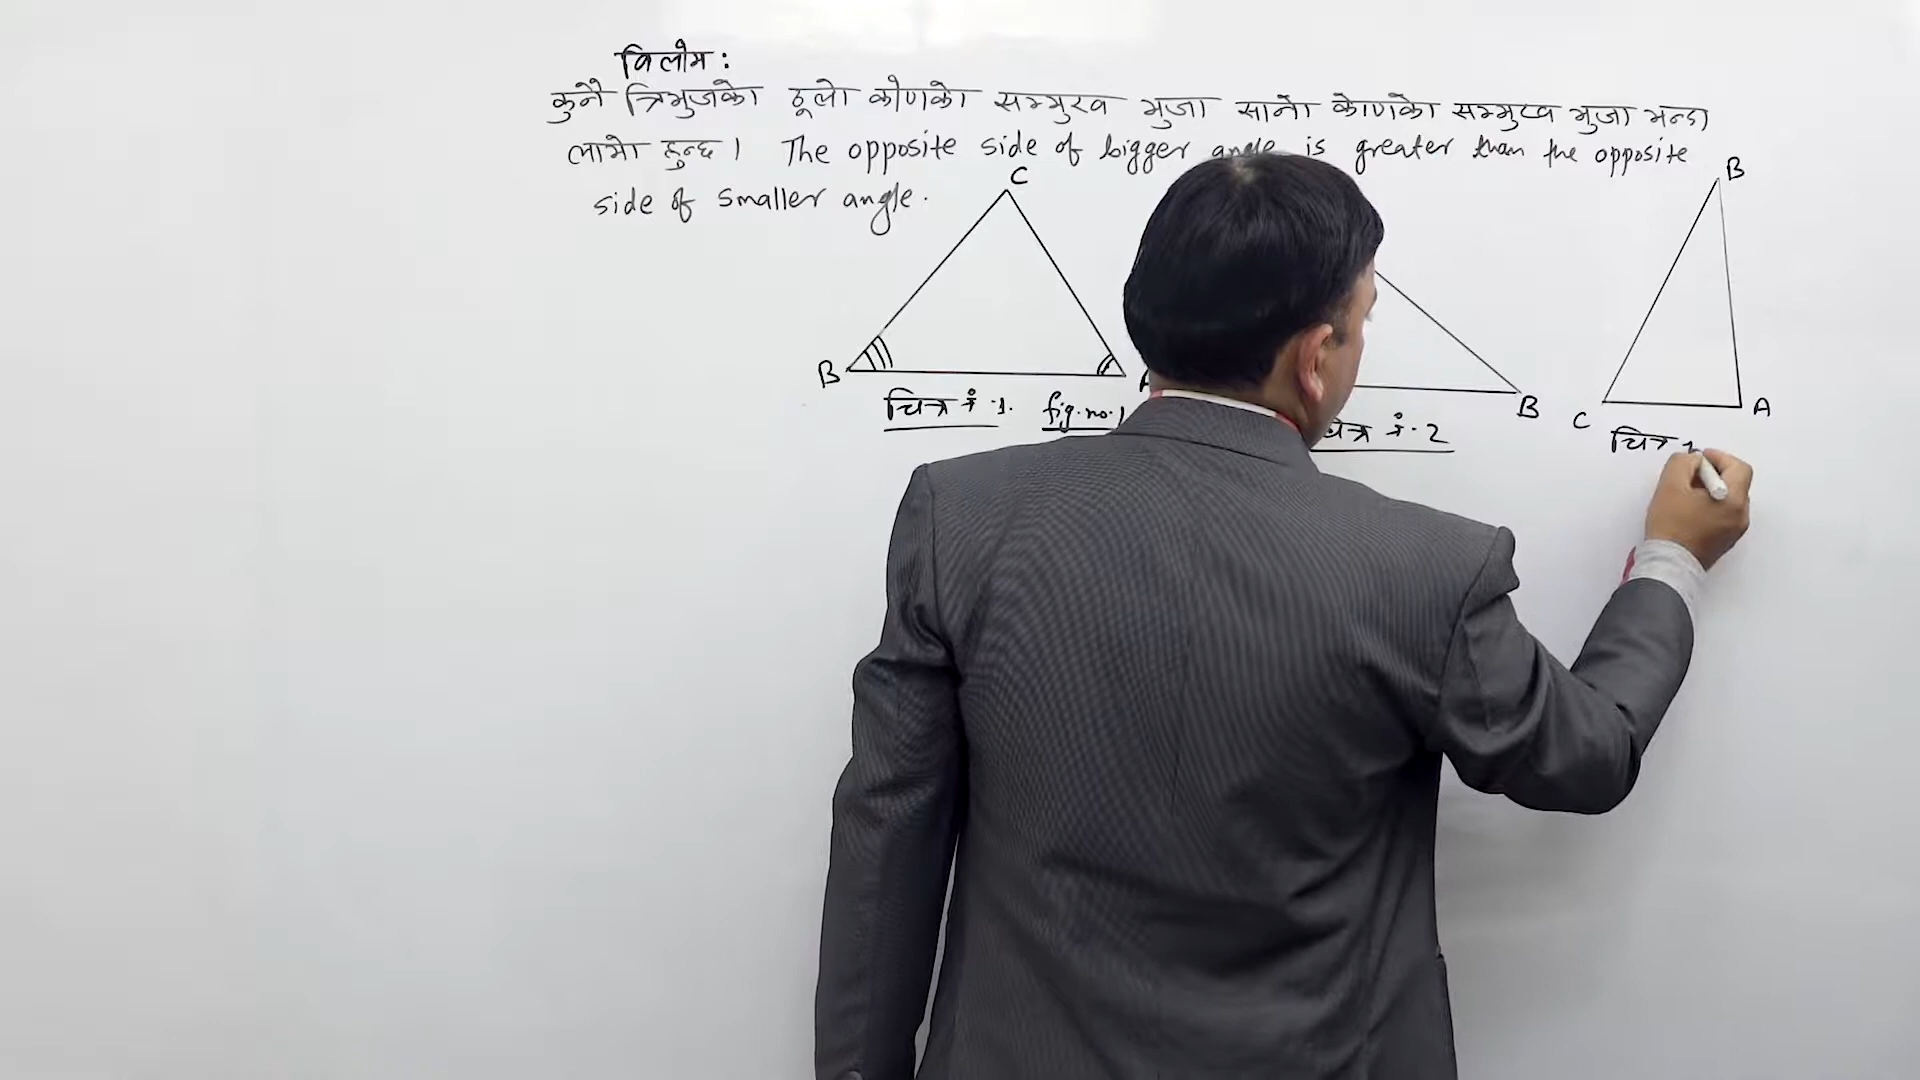 विलोम :
कुनै त्रिभुजको ठूलो कोणको सम्मुख भुजा सानो कोणको सम्मुख भुजा भन्दा
लामो हुन्छ । The opposite side of bigger angle is greater than the opposite
side of smaller angle.
C
B
B
B
C
A
चित्र नं. 1. fig. no. 1
चित्र नं. 2
चित्र